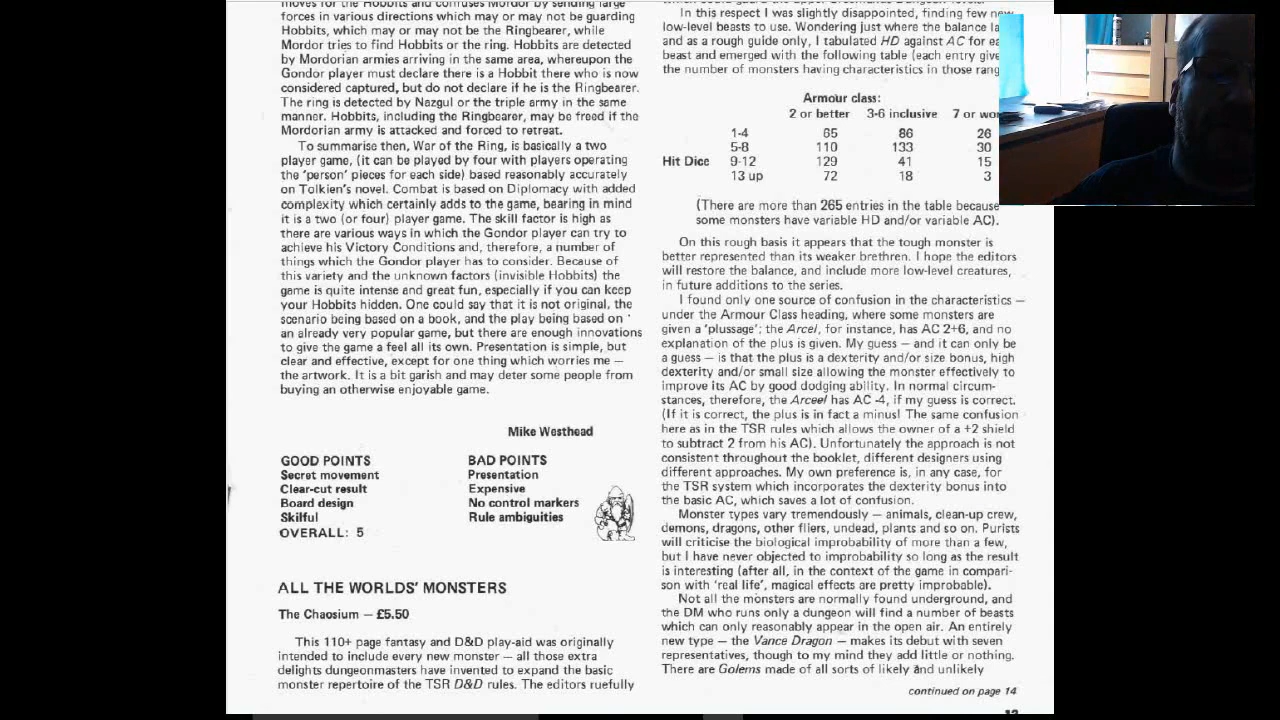 moves for the Hobbits and confuses Mordor by sending large
forces in various directions which may or may not be guarding
Hobbits, which may or may not be the Ringbearer, while
Mordor tries to find Hobbits or the ring. Hobbits are detected
by Mordorian armies arriving in the same area, whereupon the
Gondor player must declare there is a Hobbit there who is now
considered captured, but do not declare if he is the Ringbearer.
The ring is detected by Nazgul or the triple army in the same
manner. Hobbits, including the Ringbearer, may be freed if the
Mordorian army is attacked and forced to retreat.
To summarise then, War of the Ring, is basically a two
player game, (it can be played by four with players operating
the 'person' pieces for each side) based reasonably accurately
on Tolkien's novel. Combat is based on Diplomacy with added
complexity which certainly adds to the game, bearing in mind
it is a two (or four) player game. The skill factor is high as
there are various ways in which the Gondor player can try to
achieve his Victory Conditions and, therefore, a number of
things which the Gondor player has to consider. Because of
this variety and the unknown factors (invisible Hobbits) the
game is quite intense and great fun, especially if you can keep
your Hobbits hidden. One could say that it is not original, the
scenario being based on a book, and the play being based on
an already very popular game, but there are enough innovations
to give the game a feel all its own. Presentation is simple, but
clear and effective, except for one thing which worries me —
the artwork. It is a bit garish and may deter some people from
buying an otherwise enjoyable game.
Mike Westhead
GOOD POINTS BAD POINTS
Secret movement Presentation
Clear-cut result Expensive
Board design No control markers
Skilful Rule ambiguities
OVERALL: 5
ALL THE WORLDS' MONSTERS
The Chaosium — £5.50
This 110+ page fantasy and D&D play-aid was originally
intended to include every new monster — all those extra
delights dungeonmasters have invented to expand the basic
monster repertoire of the TSR D&D rules. The editors ruefully
In this respect I was slightly disappointed, finding few new
low-level beasts to use. Wondering just where the balance la
and as a rough guide only, I tabulated HD against AC for ea
beast and emerged with the following table (each entry give
the number of monsters having characteristics in those rang
Armour class:
2 or better 3-6 inclusive 7 or wo
1-4 65 86 26
5-8 110 133 30
Hit Dice 9-12 129 41 15
13 up 72 18 3
(There are more than 265 entries in the table because
some monsters have variable HD and/or variable AC).
On this rough basis it appears that the tough monster is
better represented than its weaker brethren. I hope the editors
will restore the balance, and include more low-level creatures,
in future additions to the series.
I found only one source of confusion in the characteristics —
under the Armour Class heading, where some monsters are
given a 'plussage'; the Arcel, for instance, has AC 2+6, and no
explanation of the plus is given. My guess — and it can only be
a guess — is that the plus is a dexterity and/or size bonus, high
dexterity and/or small size allowing the monster effectively to
improve its AC by good dodging ability. In normal circum-
stances, therefore, the Arceel has AC -4, if my guess is correct.
(If it is correct, the plus is in fact a minus! The same confusion
here as in the TSR rules which allows the owner of a +2 shield
to subtract 2 from his AC). Unfortunately the approach is not
consistent throughout the booklet, different designers using
different approaches. My own preference is, in any case, for
the TSR system which incorporates the dexterity bonus into
the basic AC, which saves a lot of confusion.
Monster types vary tremendously — animals, clean-up crew,
demons, dragons, other fliers, undead, plants and so on. Purists
will criticise the biological improbability of more than a few,
but I have never objected to improbability so long as the result
is interesting (after all, in the context of the game in compari-
son with 'real life', magical effects are pretty improbable).
Not all the monsters are normally found underground, and
the DM who runs only a dungeon will find a number of beasts
which can only reasonably appear in the open air. An entirely
new type — the Vance Dragon — makes its debut with seven
representatives, though to my mind they add little or nothing.
There are Golems made of all sorts of likely and unlikely
continued on page 14